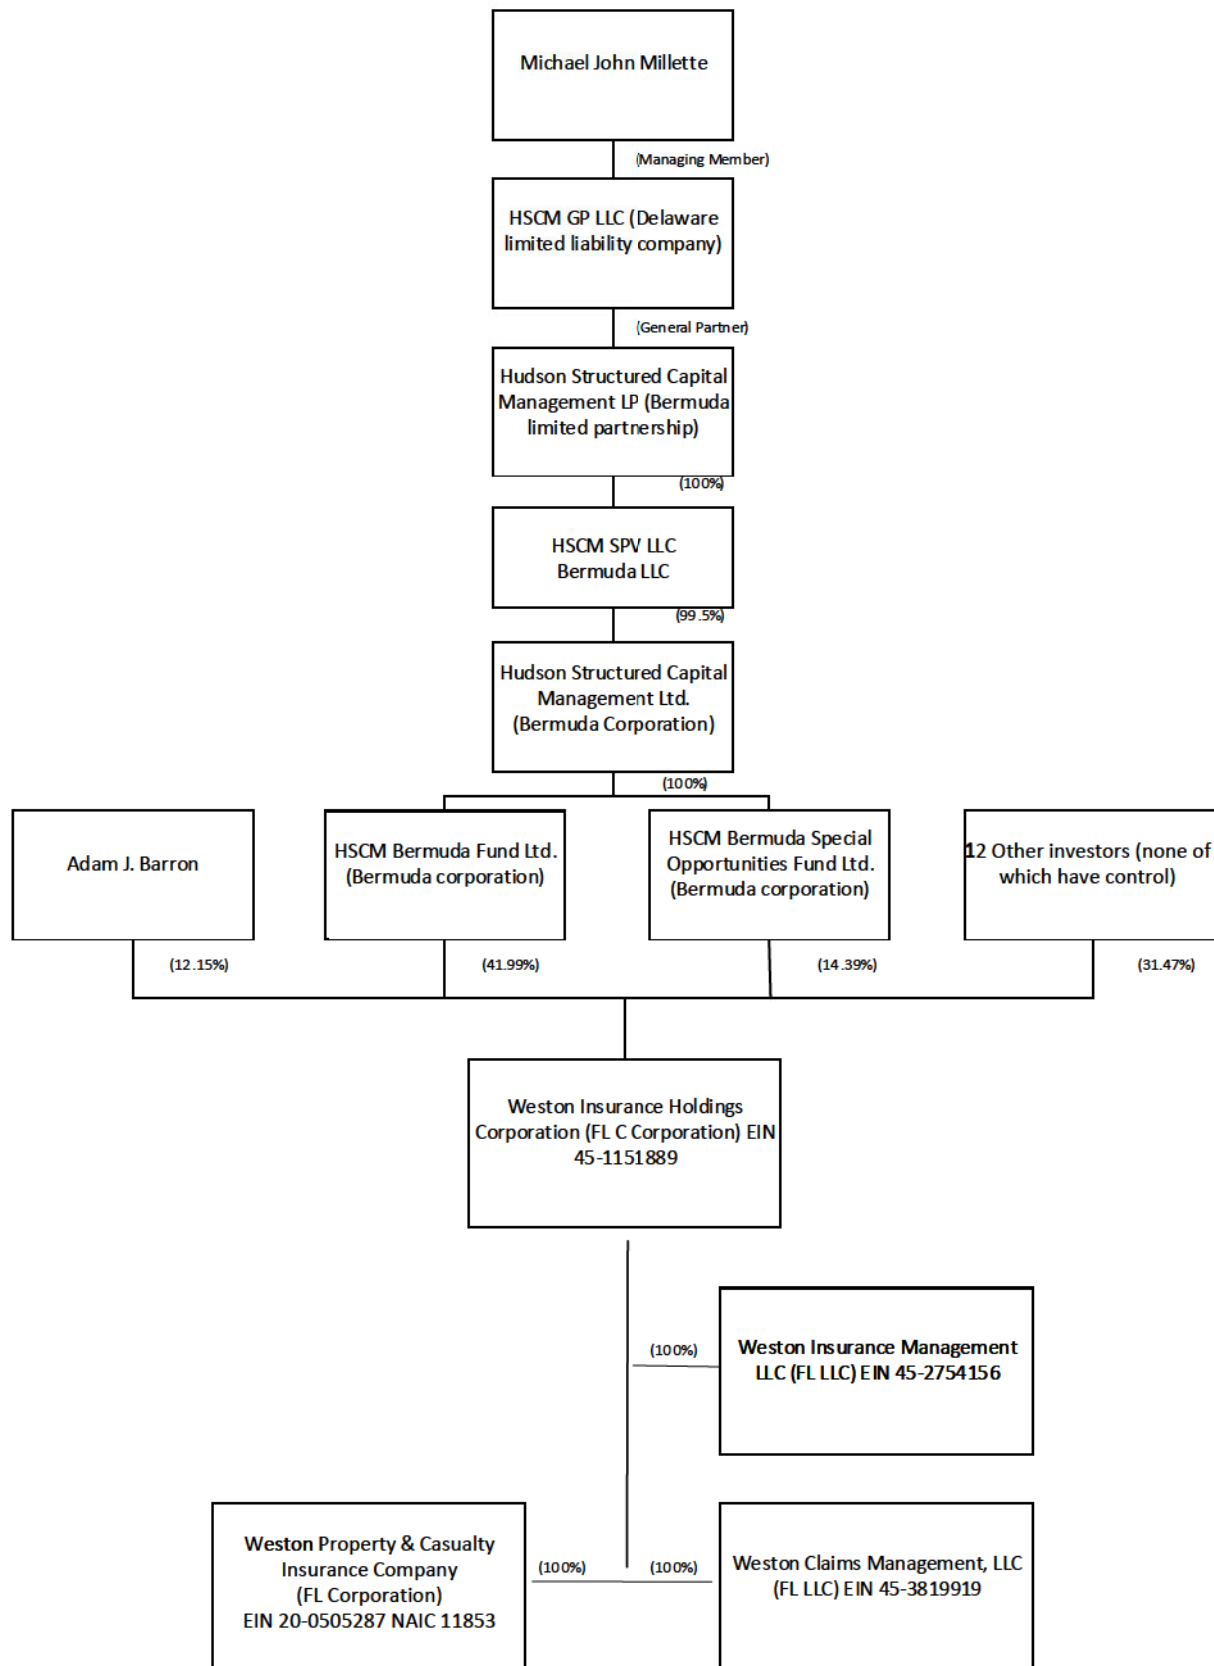 Michael John Millette
(Managing Member)
HSCM GP LLC (Delaware
limited liability company)
(General Partner)
Hudson Structured Capital
Management LP (Bermuda
limited partnership)
(100%)
HSCM SPV LLC
Bermuda LLC
(99.5%)
Hudson Structured Capital
Management Ltd.
(Bermuda Corporation)
(100%)
Adam J. Barron
HSCM Bermuda Fund Ltd.
(Bermuda corporation)
HSCM Bermuda Special
Opportunities Fund Ltd.
(Bermuda corporation)
12 Other investors (none of
which have control)
(12.15%)
(41.99%)
(14.39%)
(31.47%)
Weston Insurance Holdings
Corporation (FL C Corporation) EIN
45-1151889
(100%)
Weston Insurance Management
LLC (FL LLC) EIN 45-2754156
Weston Property & Casualty
Insurance Company
(FL Corporation)
EIN 20-0505287 NAIC 11853
(100%)
(100%)
Weston Claims Management, LLC
(FL LLC) EIN 45-3819919